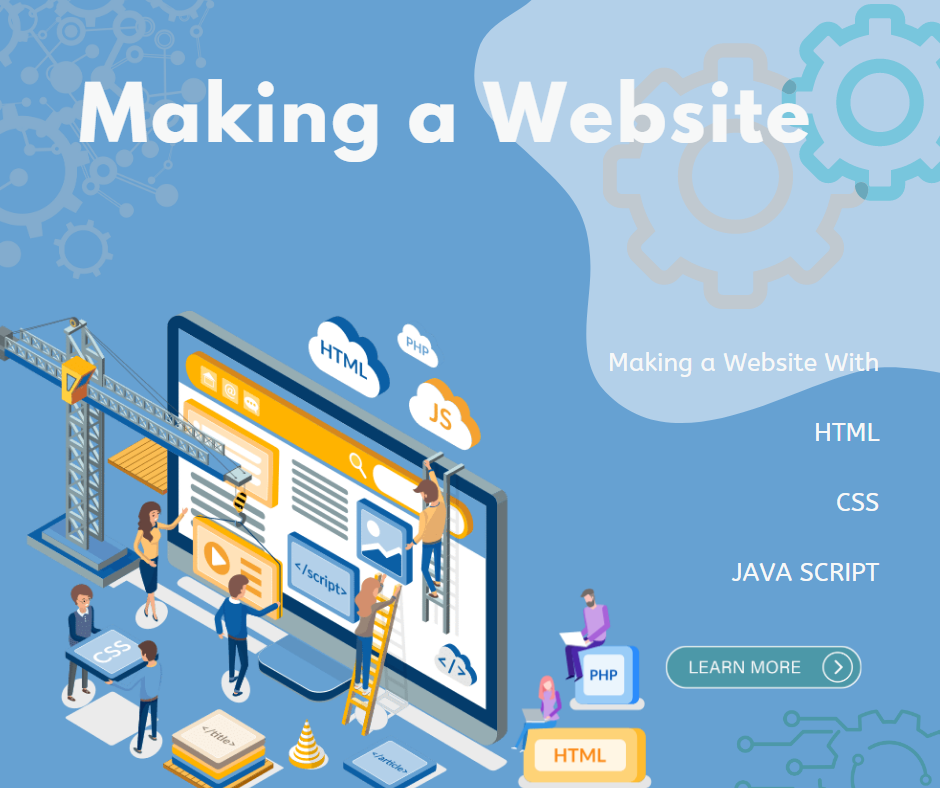 Making a Website
HTML
PHP
JS
Making a Website With
HTML
CSS
JAVA SCRIPT
</script>
</>
CSS
LEARN MORE
PHP
</title>
HTML
</article>